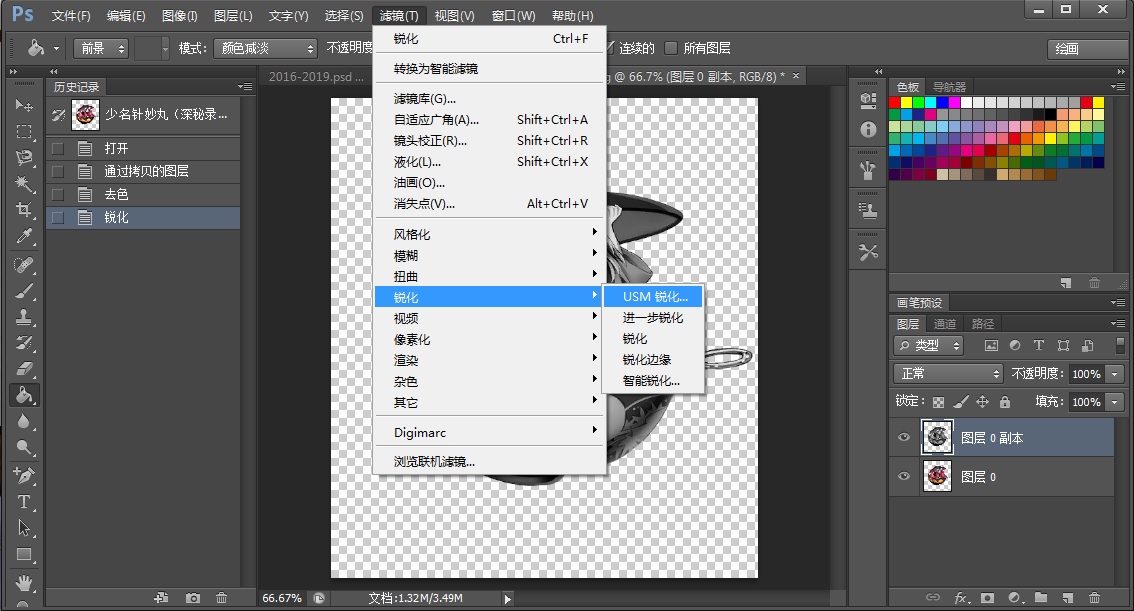 Ps 文件(F) 编辑(E) 图像(I) 图层(L) 文字(Y) 选择(S) 滤镜(T) 视图(V) 窗口(W) 帮助(H)
前景 模式： 颜色减淡 不透明度 连续的 所有图层 绘画
2016-2019.psd ... g @ 66.7% (图层 0 副本, RGB/8) * ×
历史记录
少名针妙丸（深秘录...
打开
通过拷贝的图层
去色
锐化
锐化 Ctrl+F
转换为智能滤镜
滤镜库(G)...
自适应广角(A)... Shift+Ctrl+A
镜头校正(R)... Shift+Ctrl+R
液化(L)... Shift+Ctrl+X
油画(O)...
消失点(V)... Alt+Ctrl+V
风格化
模糊
扭曲
锐化
视频
像素化
渲染
杂色
其它
Digimarc
浏览联机滤镜...
USM 锐化...
进一步锐化
锐化
锐化边缘
智能锐化...
色板 导航器
画笔预设
图层 通道 路径
类型
正常 不透明度： 100%
锁定： 填充： 100%
图层 0 副本
图层 0
66.67% 文档:1.32M/3.49M